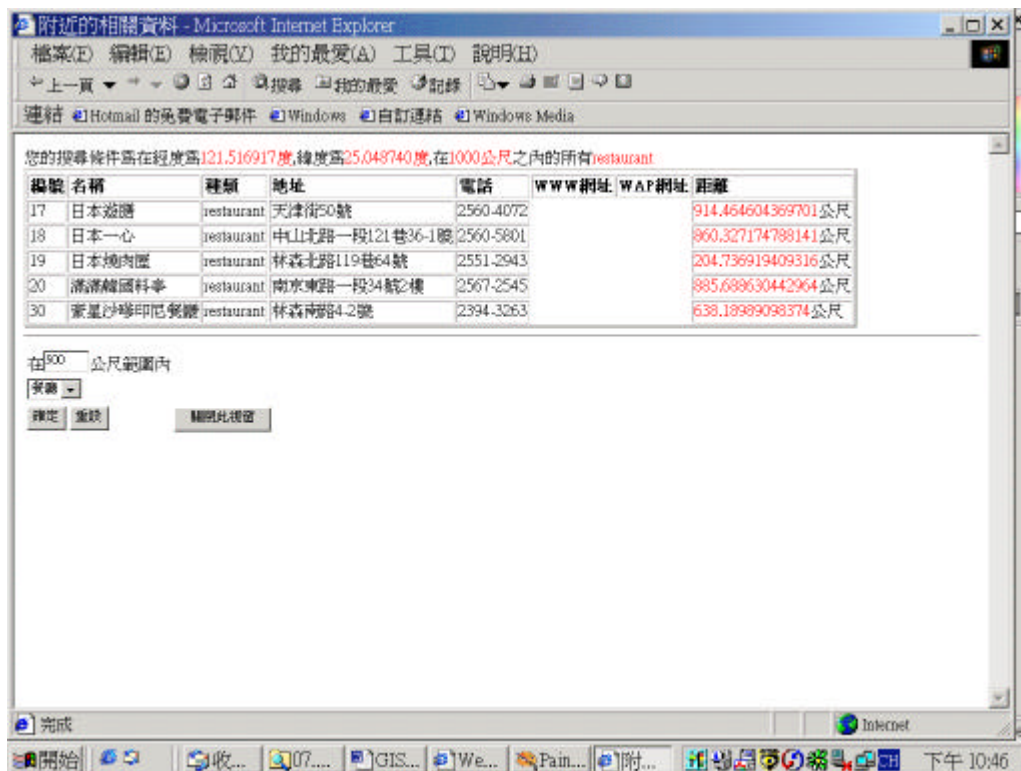 附近的相關資料 - Microsoft Internet Explorer
檔案(F) 編輯(E) 檢視(V) 我的最愛(A) 工具(T) 說明(H)
上一頁 搜尋 我的最愛 記錄
連結 Hotmail 的免費電子郵件 Windows 自訂連結 Windows Media
您的搜尋條件為在經度為121.516917度,緯度為25.048740度,在1000公尺之內的所有restaurant
編號 名稱 種類 地址 電話 WWW網址 WAP網址 距離
17 日本遊膳 restaurant 天津街50號 2560-4072 914.464604369701公尺
18 日本一心 restaurant 中山北路一段121巷36-1號 2560-5801 860.327174788141公尺
19 日本燒肉屋 restaurant 林森北路119巷64號 2551-2943 204.736919409316公尺
20 滿滿韓國料亭 restaurant 南京東路一段34號2樓 2567-2545 885.688630442964公尺
30 印尼餐廳 restaurant 林森南路4-2號 2394-3263 638.18989098374公尺
在500 公尺範圍內
餐廳
確定 重設 關閉此視窗
完成 Internet
開始 收... 07.... GIS... We... Pain... 附... CH 下午 10:46